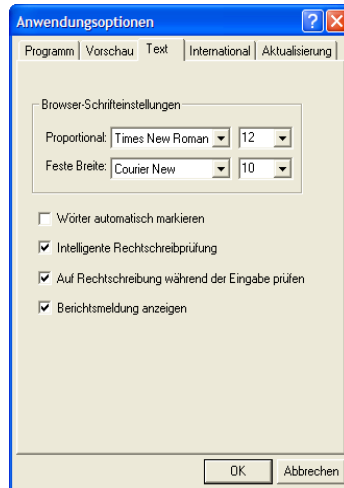 Anwendungsoptionen
Programm Vorschau Text International Aktualisierung
Browser-Schrifteinstellungen
Proportional: Times New Roman 12
Feste Breite: Courier New 10
Wörter automatisch markieren
Intelligente Rechtschreibprüfung
Auf Rechtschreibung während der Eingabe prüfen
Berichtsmeldung anzeigen
OK Abbrechen